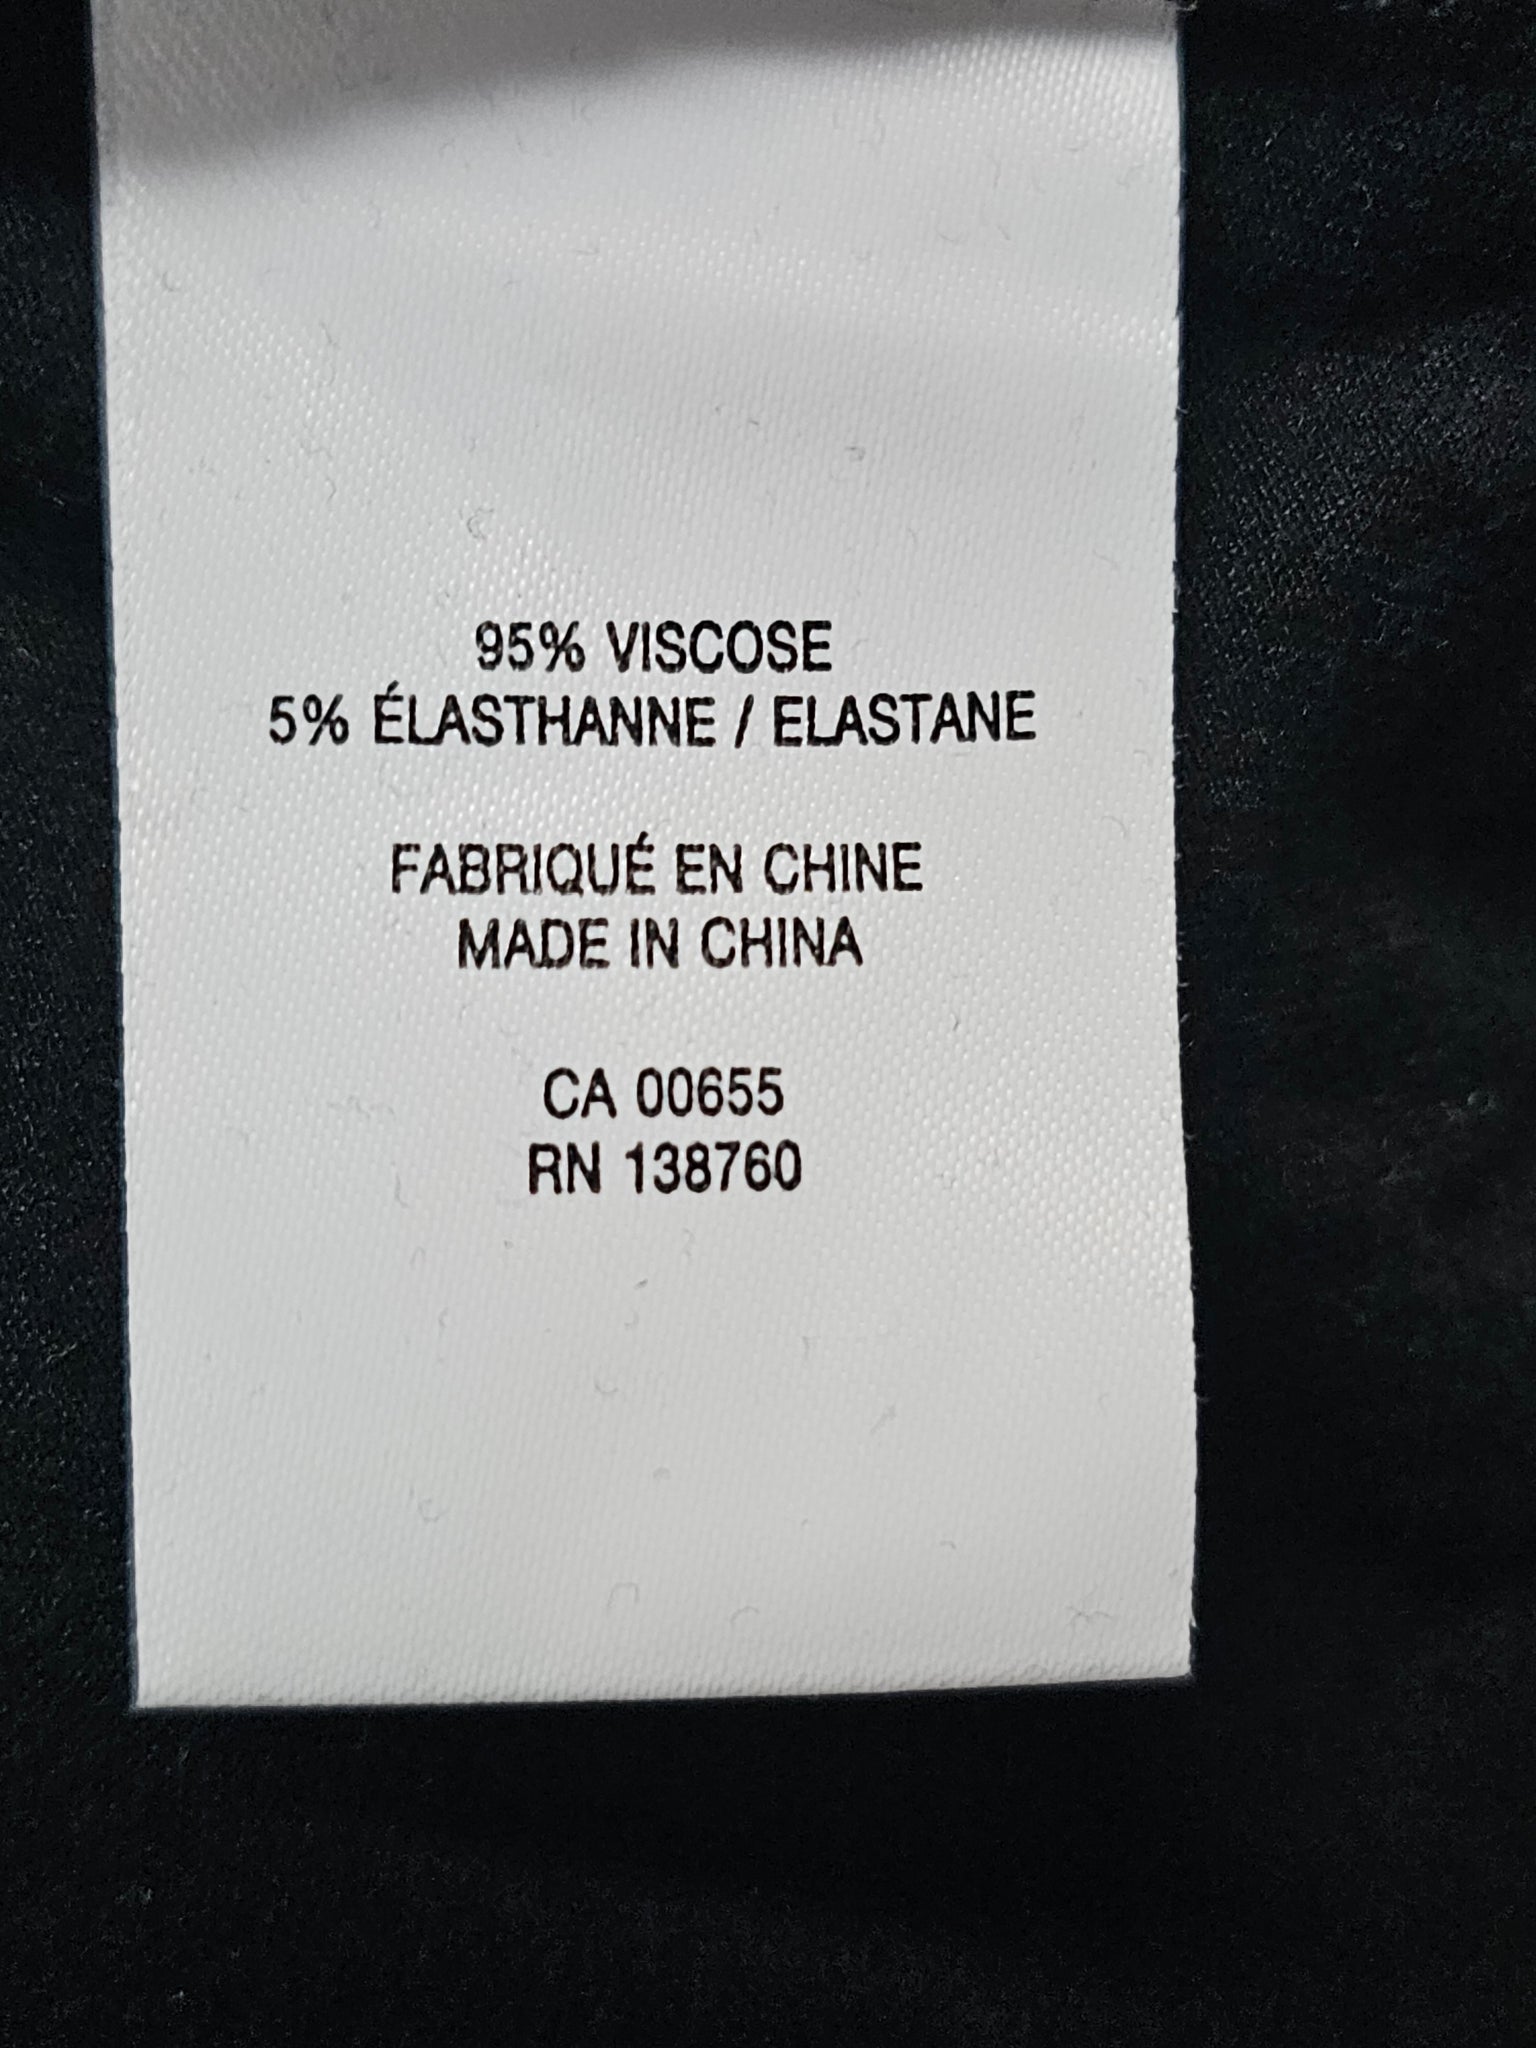 95% VISCOSE
5% ÉLASTHANNE / ELASTANE
FABRIQUÉ EN CHINE
MADE IN CHINA
CA 00655
RN 138760